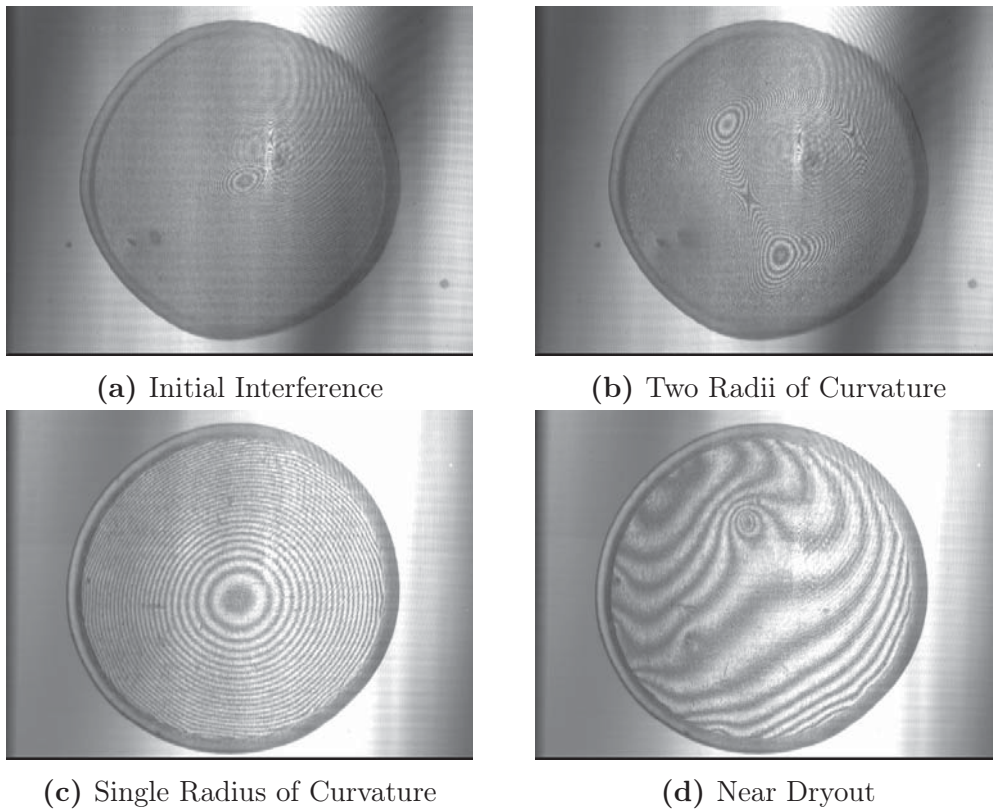 (a) Initial Interference
(b) Two Radii of Curvature
(c) Single Radius of Curvature
(d) Near Dryout